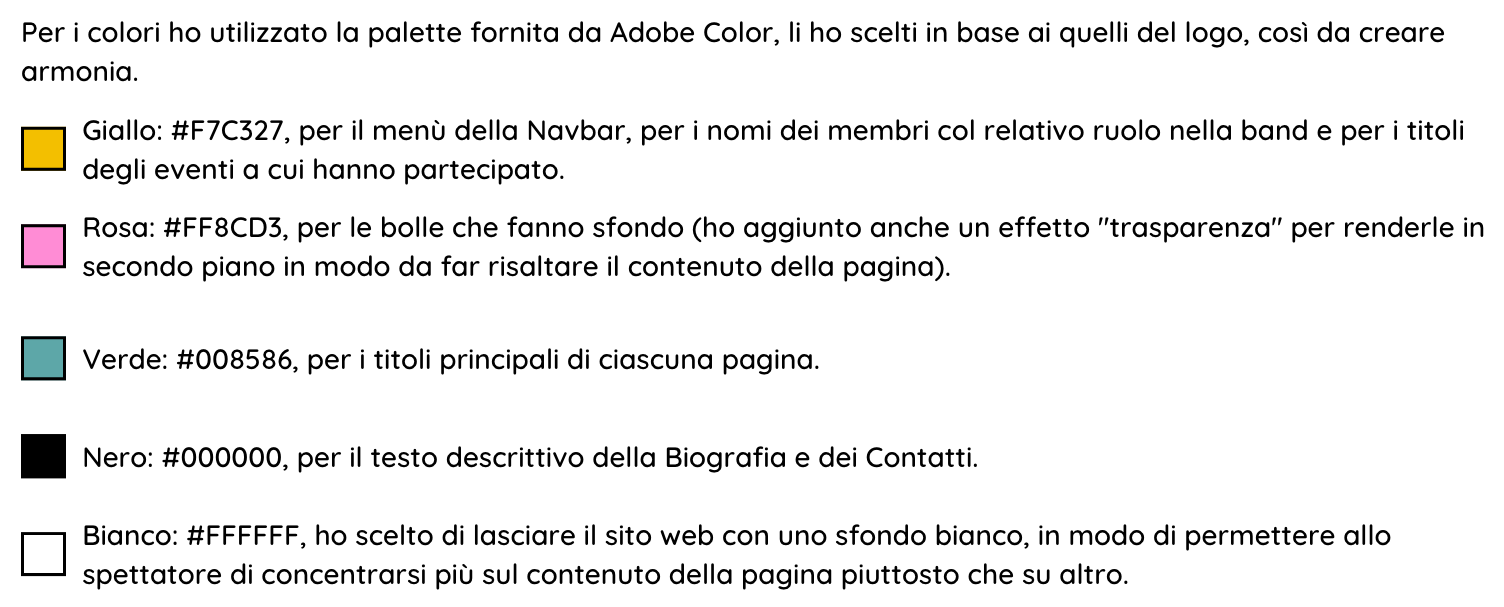 Per i colori ho utilizzato la palette fornita da Adobe Color, li ho scelti in base ai quelli del logo, così da creare
armonia.
Giallo: #F7C327, per il menù della Navbar, per i nomi dei membri col relativo ruolo nella band e per i titoli
degli eventi a cui hanno partecipato.
Rosa: #FF8CD3, per le bolle che fanno sfondo (ho aggiunto anche un effetto "trasparenza" per renderle in
secondo piano in modo da far risaltare il contenuto della pagina).
Verde: #008586, per i titoli principali di ciascuna pagina.
Nero: #000000, per il testo descrittivo della Biografia e dei Contatti.
Bianco: #FFFFFF, ho scelto di lasciare il sito web con uno sfondo bianco, in modo di permettere allo
spettatore di concentrarsi più sul contenuto della pagina piuttosto che su altro.